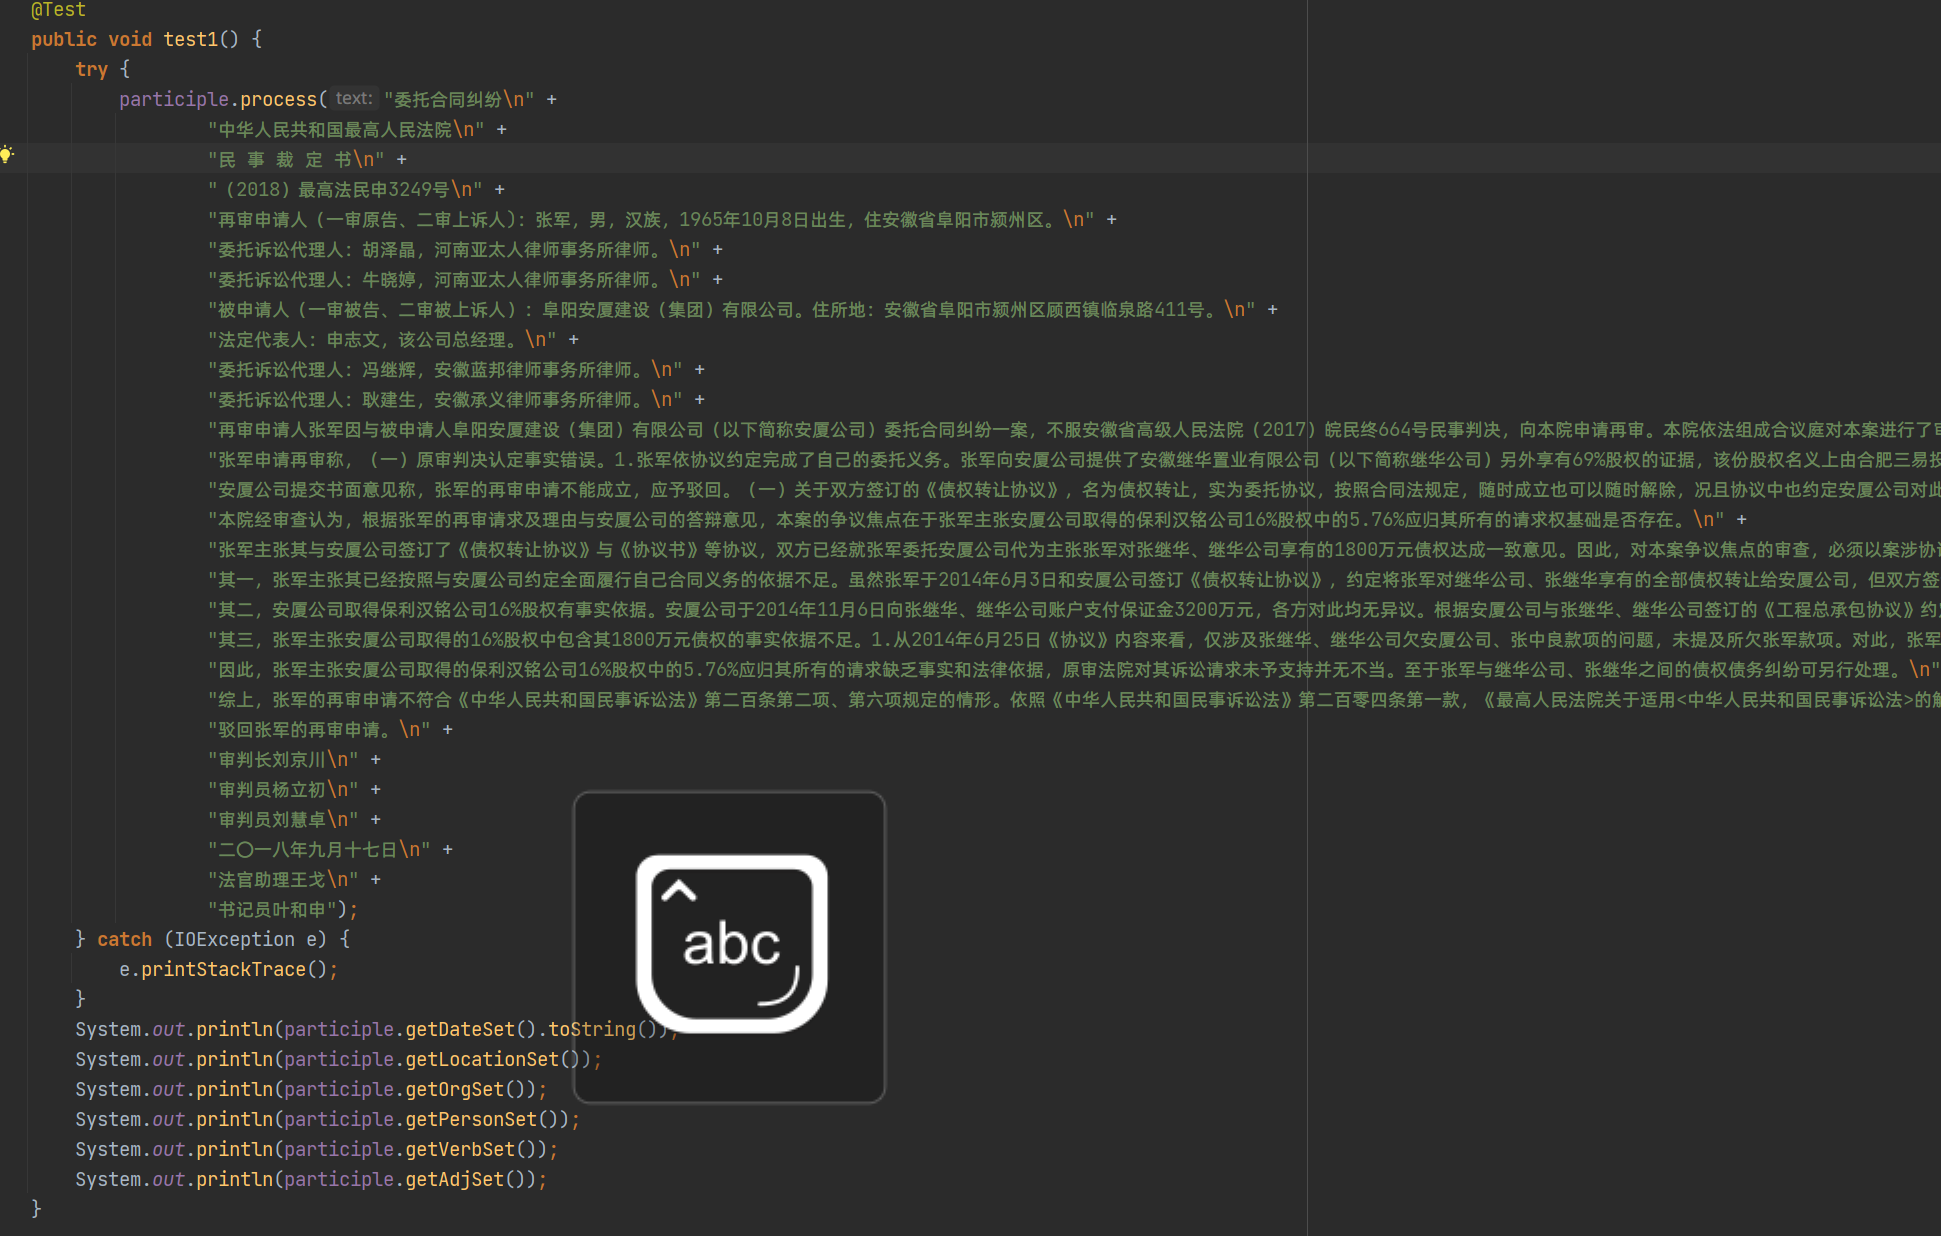 @Test
public void test1() {
try {
participle.process( text: "委托合同纠纷\n" +
"中华人民共和国最高人民法院\n" +
"民 事 裁 定 书\n" +
"（2018）最高法民申3249号\n" +
"再审申请人（一审原告、二审上诉人）：张军，男，汉族，1965年10月8日出生，住安徽省阜阳市颍州区。\n" +
"委托诉讼代理人：胡泽晶，河南亚太人律师事务所律师。\n" +
"委托诉讼代理人：牛晓婷，河南亚太人律师事务所律师。\n" +
"被申请人（一审被告、二审被上诉人）：阜阳安厦建设（集团）有限公司。住所地：安徽省阜阳市颍州区顾西镇临泉路411号。\n" +
"法定代表人：申志文，该公司总经理。\n" +
"委托诉讼代理人：冯继辉，安徽蓝邦律师事务所律师。\n" +
"委托诉讼代理人：耿建生，安徽承义律师事务所律师。\n" +
"再审申请人张军因与被申请人阜阳安厦建设（集团）有限公司（以下简称安厦公司）委托合同纠纷一案，不服安徽省高级人民法院（2017）皖民终664号民事判决，向本院申请再审。本院依法组成合议庭对本案进行了
"张军申请再审称，（一）原审判决认定事实错误。1.张军依协议约定完成了自己的委托义务。张军向安厦公司提供了安徽继华置业有限公司（以下简称继华公司）另外享有69%股权的证据，该份股权名义上由合肥三易投
"安厦公司提交书面意见称，张军的再审申请不能成立，应予驳回。（一）关于双方签订的《债权转让协议》，名为债权转让，实为委托协议，按照合同法规定，随时成立也可以随时解除，况且协议中也约定安厦公司对此
"本院经审查认为，根据张军的再审请求及理由与安厦公司的答辩意见，本案的争议焦点在于张军主张安厦公司取得的保利汉铭公司16%股权中的5.76%应归其所有的请求权基础是否存在。\n" +
"张军主张其与安厦公司签订了《债权转让协议》与《协议书》等协议，双方已经就张军委托安厦公司代为主张张军对张继华、继华公司享有的1800万元债权达成一致意见。因此，对本案争议焦点的审查，必须以案涉协议
"其一，张军主张其已经按照与安厦公司约定全面履行自己合同义务的依据不足。虽然张军于2014年6月3日和安厦公司签订《债权转让协议》，约定将张军对继华公司、张继华享有的全部债权转让给安厦公司，但双方签
"其二，安厦公司取得保利汉铭公司16%股权有事实依据。安厦公司于2014年11月6日向张继华、继华公司账户支付保证金3200万元，各方对此均无异议。根据安厦公司与张继华、继华公司签订的《工程总承包协议》约
"其三，张军主张安厦公司取得的16%股权中包含其1800万元债权的事实依据不足。1.从2014年6月25日《协议》内容来看，仅涉及张继华、继华公司欠安厦公司、张中良款项的问题，未提及所欠张军款项。对此，张军
"因此，张军主张安厦公司取得的保利汉铭公司16%股权中的5.76%应归其所有的请求缺乏事实和法律依据，原审法院对其诉讼请求未予支持并无不当。至于张军与继华公司、张继华之间的债权债务纠纷可另行处理。\n"
"综上，张军的再审申请不符合《中华人民共和国民事诉讼法》第二百条第二项、第六项规定的情形。依照《中华人民共和国民事诉讼法》第二百零四条第一款，《最高人民法院关于适用<中华人民共和国民事诉讼法>的解
"驳回张军的再审申请。\n" +
"审判长刘京川\n" +
"审判员杨立初\n" +
"审判员刘慧卓\n" +
"二〇一八年九月十七日\n" +
"法官助理王戈\n" +
"书记员叶和申");
} catch (IOException e) {
e.printStackTrace();
}
System.out.println(participle.getDateSet().toString());
System.out.println(participle.getLocationSet());
System.out.println(participle.getOrgSet());
System.out.println(participle.getPersonSet());
System.out.println(participle.getVerbSet());
System.out.println(participle.getAdjSet());
}
abc